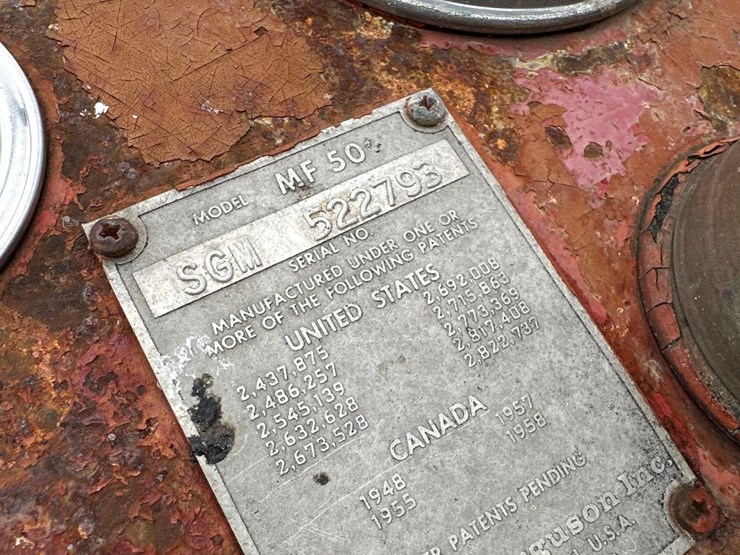 MODEL MF 50
SGM 522793
SERIAL NO.
MANUFACTURED UNDER ONE OR
MORE OF THE FOLLOWING PATENTS
UNITED STATES
2,437,875 2,692,008
2,486,257 2,715,863
2,545,139 2,773,369
2,632,628 2,817,408
2,673,528 2,822,737
CANADA
1948 1957
1955 1958
PATENTS PENDING
Inc.
U.S.A.